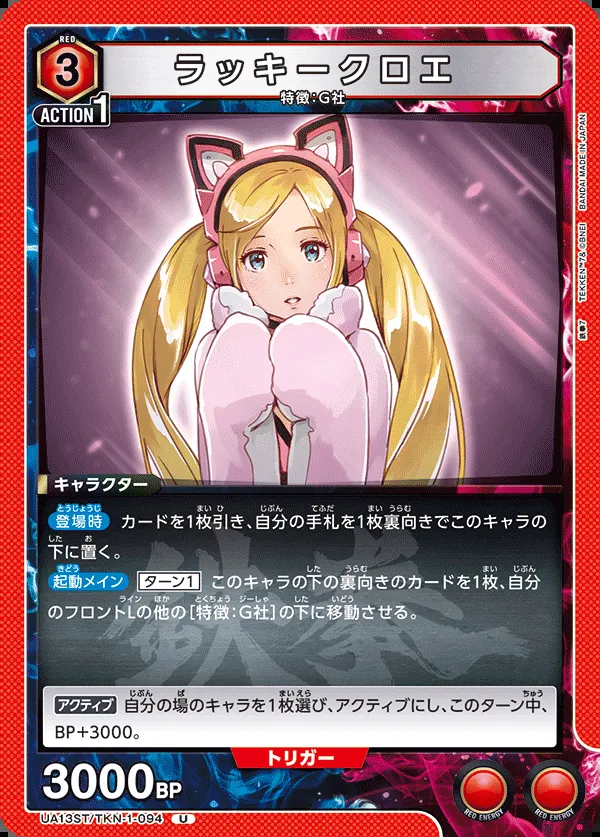 RED
3
ラッキークロエ
特徴:G社
ACTION 1
TEKKEN™7& ©BNEI BANDAI MADE IN JAPAN
鉄拳7
キャラクター
登場時 カードを1枚引き、自分の手札を1枚裏向きでこのキャラの
下に置く。
起動メイン ターン1 このキャラの下の裏向きのカードを1枚、自分
のフロントLの他の[特徴:G社]の下に移動させる。
鉄拳
アクティブ 自分の場のキャラを1枚選び、アクティブにし、このターン中、
BP+3000。
トリガー
3000BP
RED ENERGY RED ENERGY
UA13ST/TKN-1-094 U